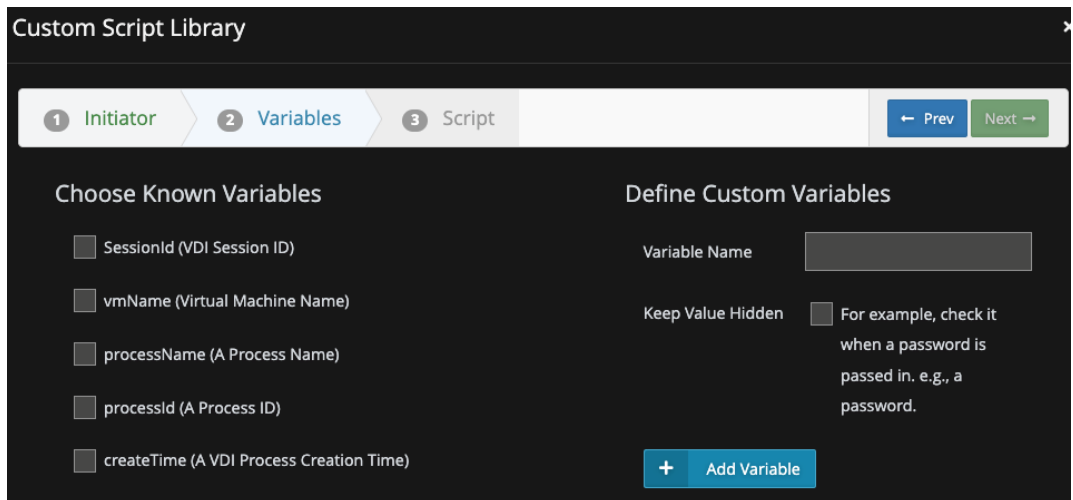 Custom Script Library ×
1 Initiator 2 Variables 3 Script ← Prev Next →
Choose Known Variables
SessionId (VDI Session ID)
vmName (Virtual Machine Name)
processName (A Process Name)
processId (A Process ID)
createTime (A VDI Process Creation Time)
Define Custom Variables
Variable Name
Keep Value Hidden
For example, check it
when a password is
passed in. e.g., a
password.
+ Add Variable